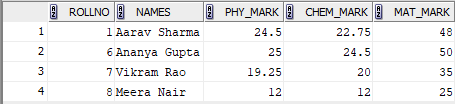 ROLLNO NAMES PHY_MARK CHEM_MARK MAT_MARK
1 1 Aarav Sharma 24.5 22.75 48
2 6 Ananya Gupta 25 24.5 50
3 7 Vikram Rao 19.25 20 35
4 8 Meera Nair 12 12 25